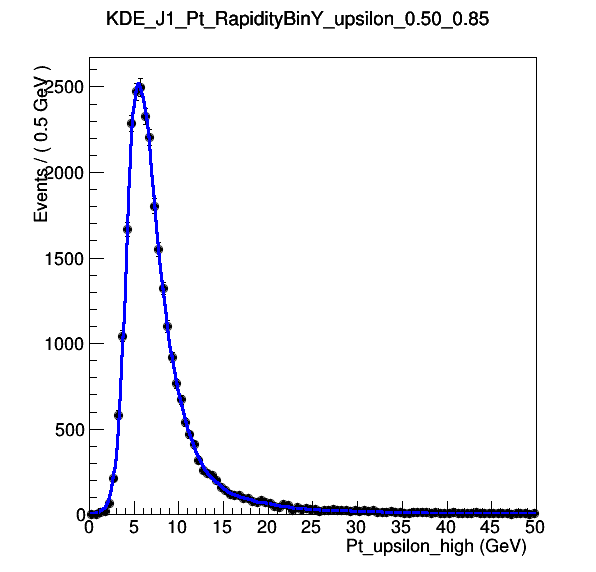 KDE_J1_Pt_RapidityBinY_upsilon_0.50_0.85
Events / ( 0.5 GeV )
2500
2000
1500
1000
500
0
0 5 10 15 20 25 30 35 40 45 50
Pt_upsilon_high (GeV)